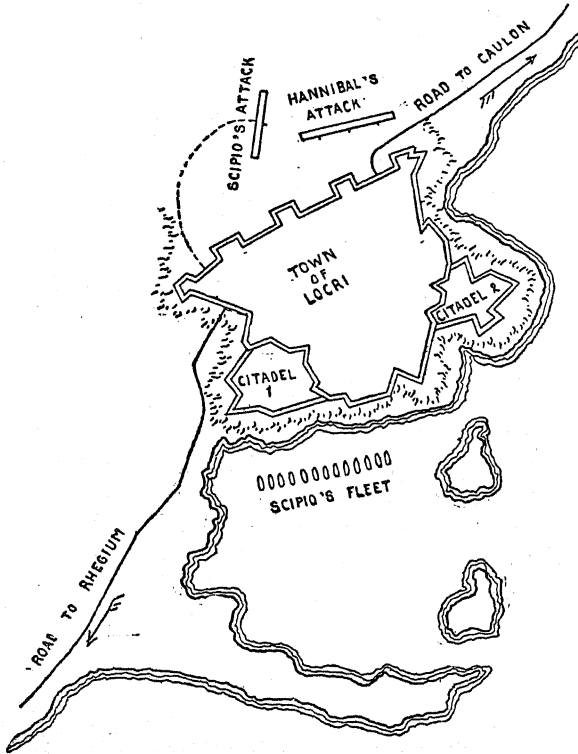 ROAD TO CAULON
HANNIBAL'S
ATTACK
SCIPIO'S ATTACK
TOWN
OF
LOCRI
CITADEL 2
CITADEL
1
SCIPIO'S FLEET
ROAD TO RHEGIUM